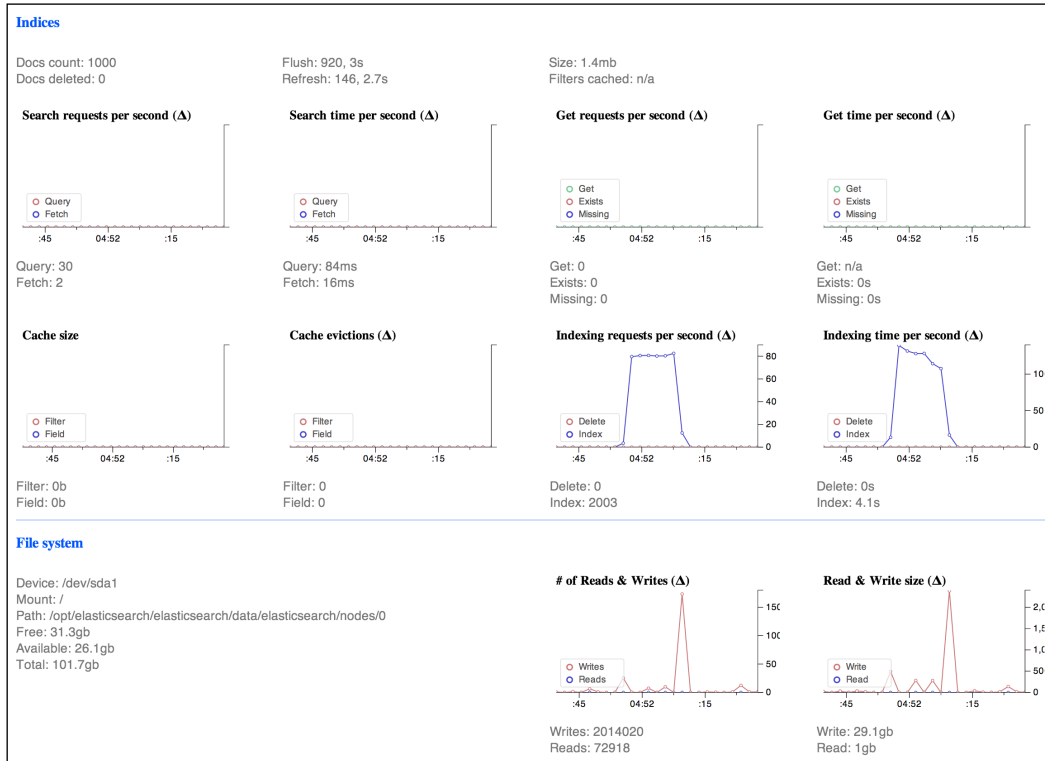 Indices
Docs count: 1000
Docs deleted: 0
Flush: 920, 3s
Refresh: 146, 2.7s
Size: 1.4mb
Filters cached: n/a
Search requests per second (Δ)
Query
Fetch
:45 04:52 :15
Query: 30
Fetch: 2
Search time per second (Δ)
Query
Fetch
:45 04:52 :15
Query: 84ms
Fetch: 16ms
Get requests per second (Δ)
Get
Exists
Missing
:45 04:52 :15
Get: 0
Exists: 0
Missing: 0
Get time per second (Δ)
Get
Exists
Missing
:45 04:52 :15
Get: n/a
Exists: 0s
Missing: 0s
Cache size
Filter
Field
:45 04:52 :15
Filter: 0b
Field: 0b
Cache evictions (Δ)
Filter
Field
:45 04:52 :15
Filter: 0
Field: 0
Indexing requests per second (Δ)
80
60
40
20
0
Delete
Index
:45 04:52 :15
Delete: 0
Index: 2003
Indexing time per second (Δ)
10
50
0
Delete
Index
:45 04:52 :15
Delete: 0s
Index: 4.1s
File system
Device: /dev/sda1
Mount: /
Path: /opt/elasticsearch/elasticsearch/data/elasticsearch/nodes/0
Free: 31.3gb
Available: 26.1gb
Total: 101.7gb
# of Reads & Writes (Δ)
50
0
Writes
Reads
:45 04:52 :15
Writes: 2014020
Reads: 72918
Read & Write size (Δ)
0
Write
Read
:45 04:52 :15
Write: 29.1gb
Read: 1gb